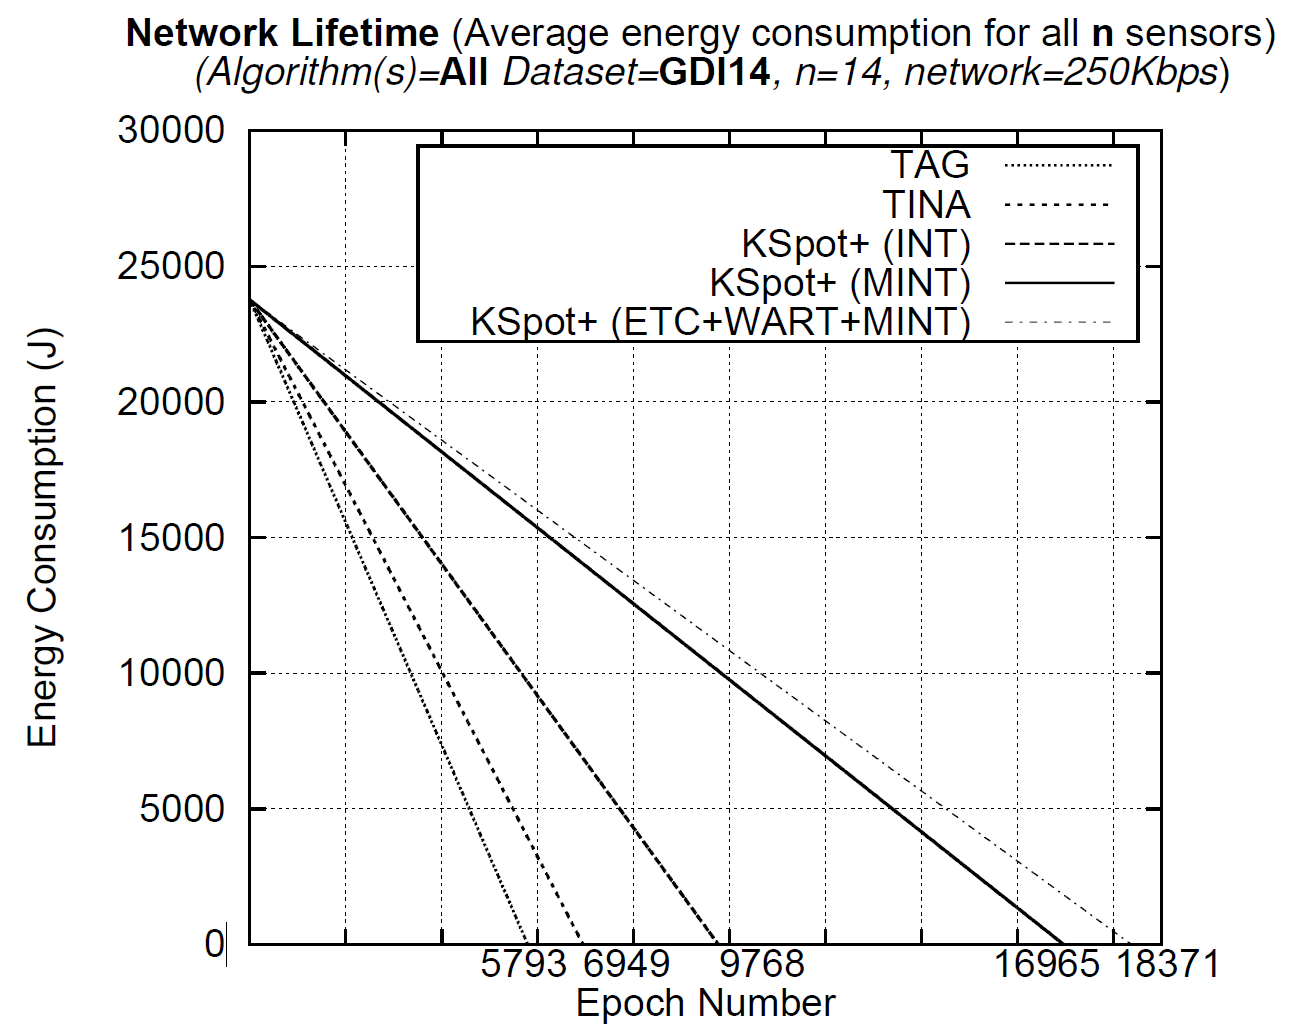 Network Lifetime (Average energy consumption for all n sensors)
(Algorithm(s)=All Dataset=GDI14, n=14, network=250Kbps)
30000
25000
20000
15000
10000
5000
0
Energy Consumption (J)
TAG
TINA
KSpot+ (INT)
KSpot+ (MINT)
KSpot+ (ETC+WART+MINT)
5793 6949 9768 16965 18371
Epoch Number